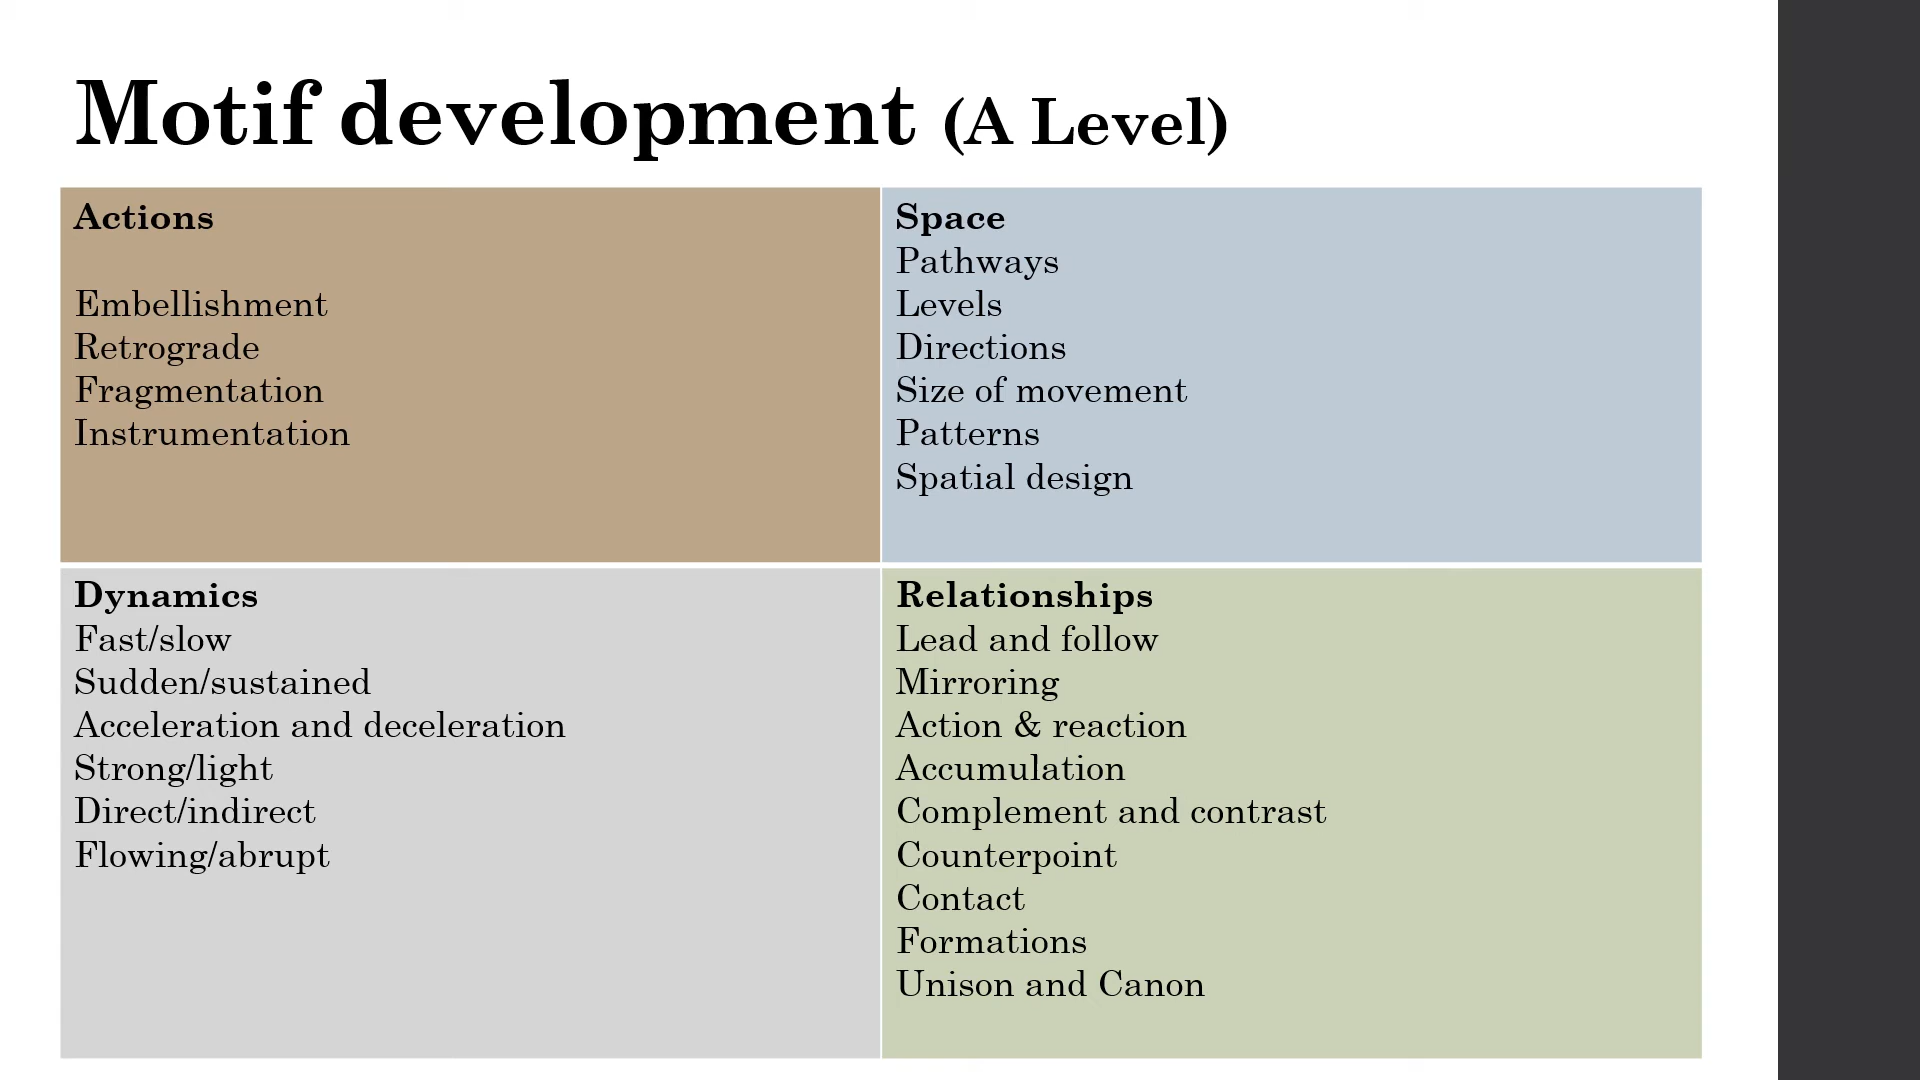 Motif development (A Level)
Actions
Embellishment
Retrograde
Fragmentation
Instrumentation
Space
Pathways
Levels
Directions
Size of movement
Patterns
Spatial design
Dynamics
Fast/slow
Sudden/sustained
Acceleration and deceleration
Strong/light
Direct/indirect
Flowing/abrupt
Relationships
Lead and follow
Mirroring
Action & reaction
Accumulation
Complement and contrast
Counterpoint
Contact
Formations
Unison and Canon